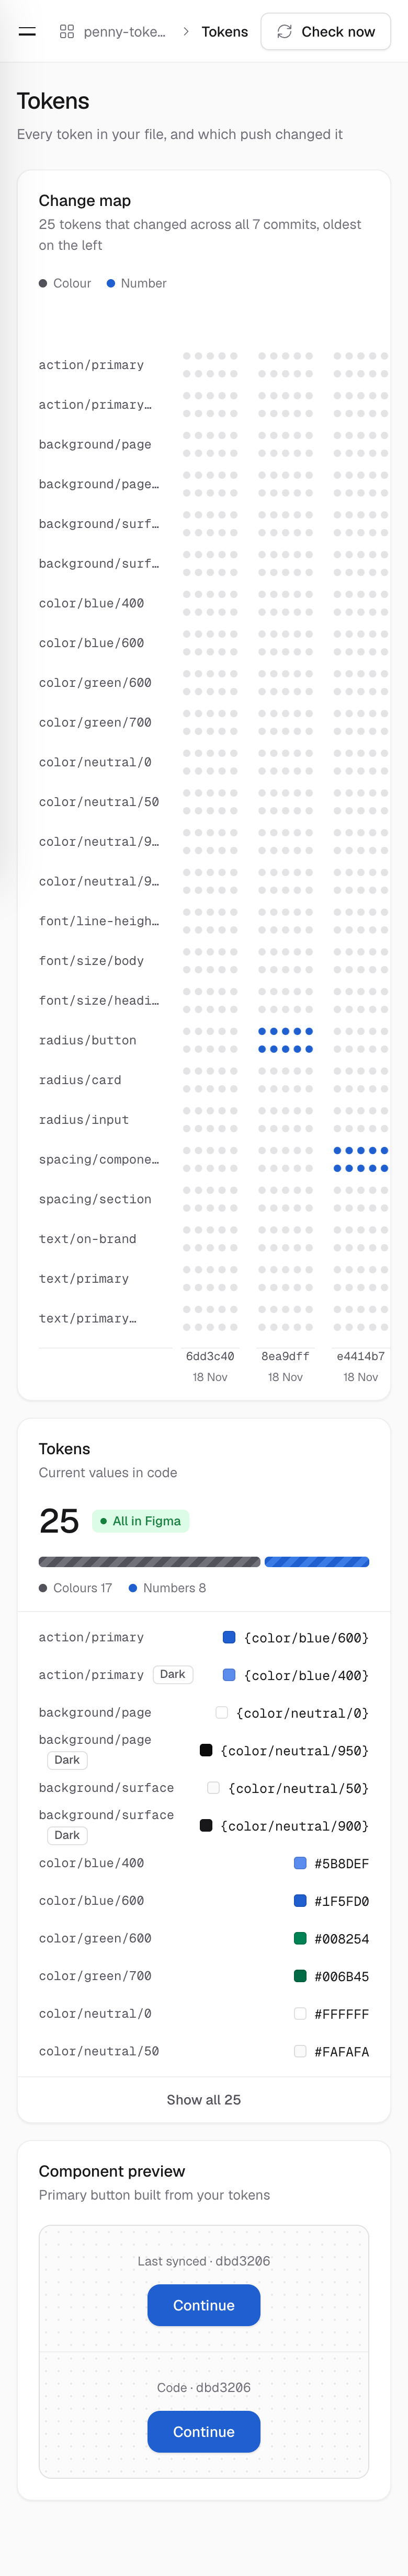 penny-toke… > Tokens Check now
Tokens
Every token in your file, and which push changed it
Change map
25 tokens that changed across all 7 commits, oldest
on the left
Colour Number
action/primary
action/primary…
background/page
background/page…
background/surf…
background/surf…
color/blue/400
color/blue/600
color/green/600
color/green/700
color/neutral/0
color/neutral/50
color/neutral/9…
color/neutral/9…
font/line-heigh…
font/size/body
font/size/headi…
radius/button
radius/card
radius/input
spacing/compone…
spacing/section
text/on-brand
text/primary
text/primary…
6dd3c40 8ea9dff e4414b7
18 Nov 18 Nov 18 Nov
Tokens
Current values in code
25 All in Figma
Colours 17 Numbers 8
action/primary {color/blue/600}
action/primary Dark {color/blue/400}
background/page {color/neutral/0}
background/page
Dark {color/neutral/950}
background/surface {color/neutral/50}
background/surface
Dark {color/neutral/900}
color/blue/400 #5B8DEF
color/blue/600 #1F5FD0
color/green/600 #008254
color/green/700 #006B45
color/neutral/0 #FFFFFF
color/neutral/50 #FAFAFA
Show all 25
Component preview
Primary button built from your tokens
Last synced · dbd3206
Continue
Code · dbd3206
Continue